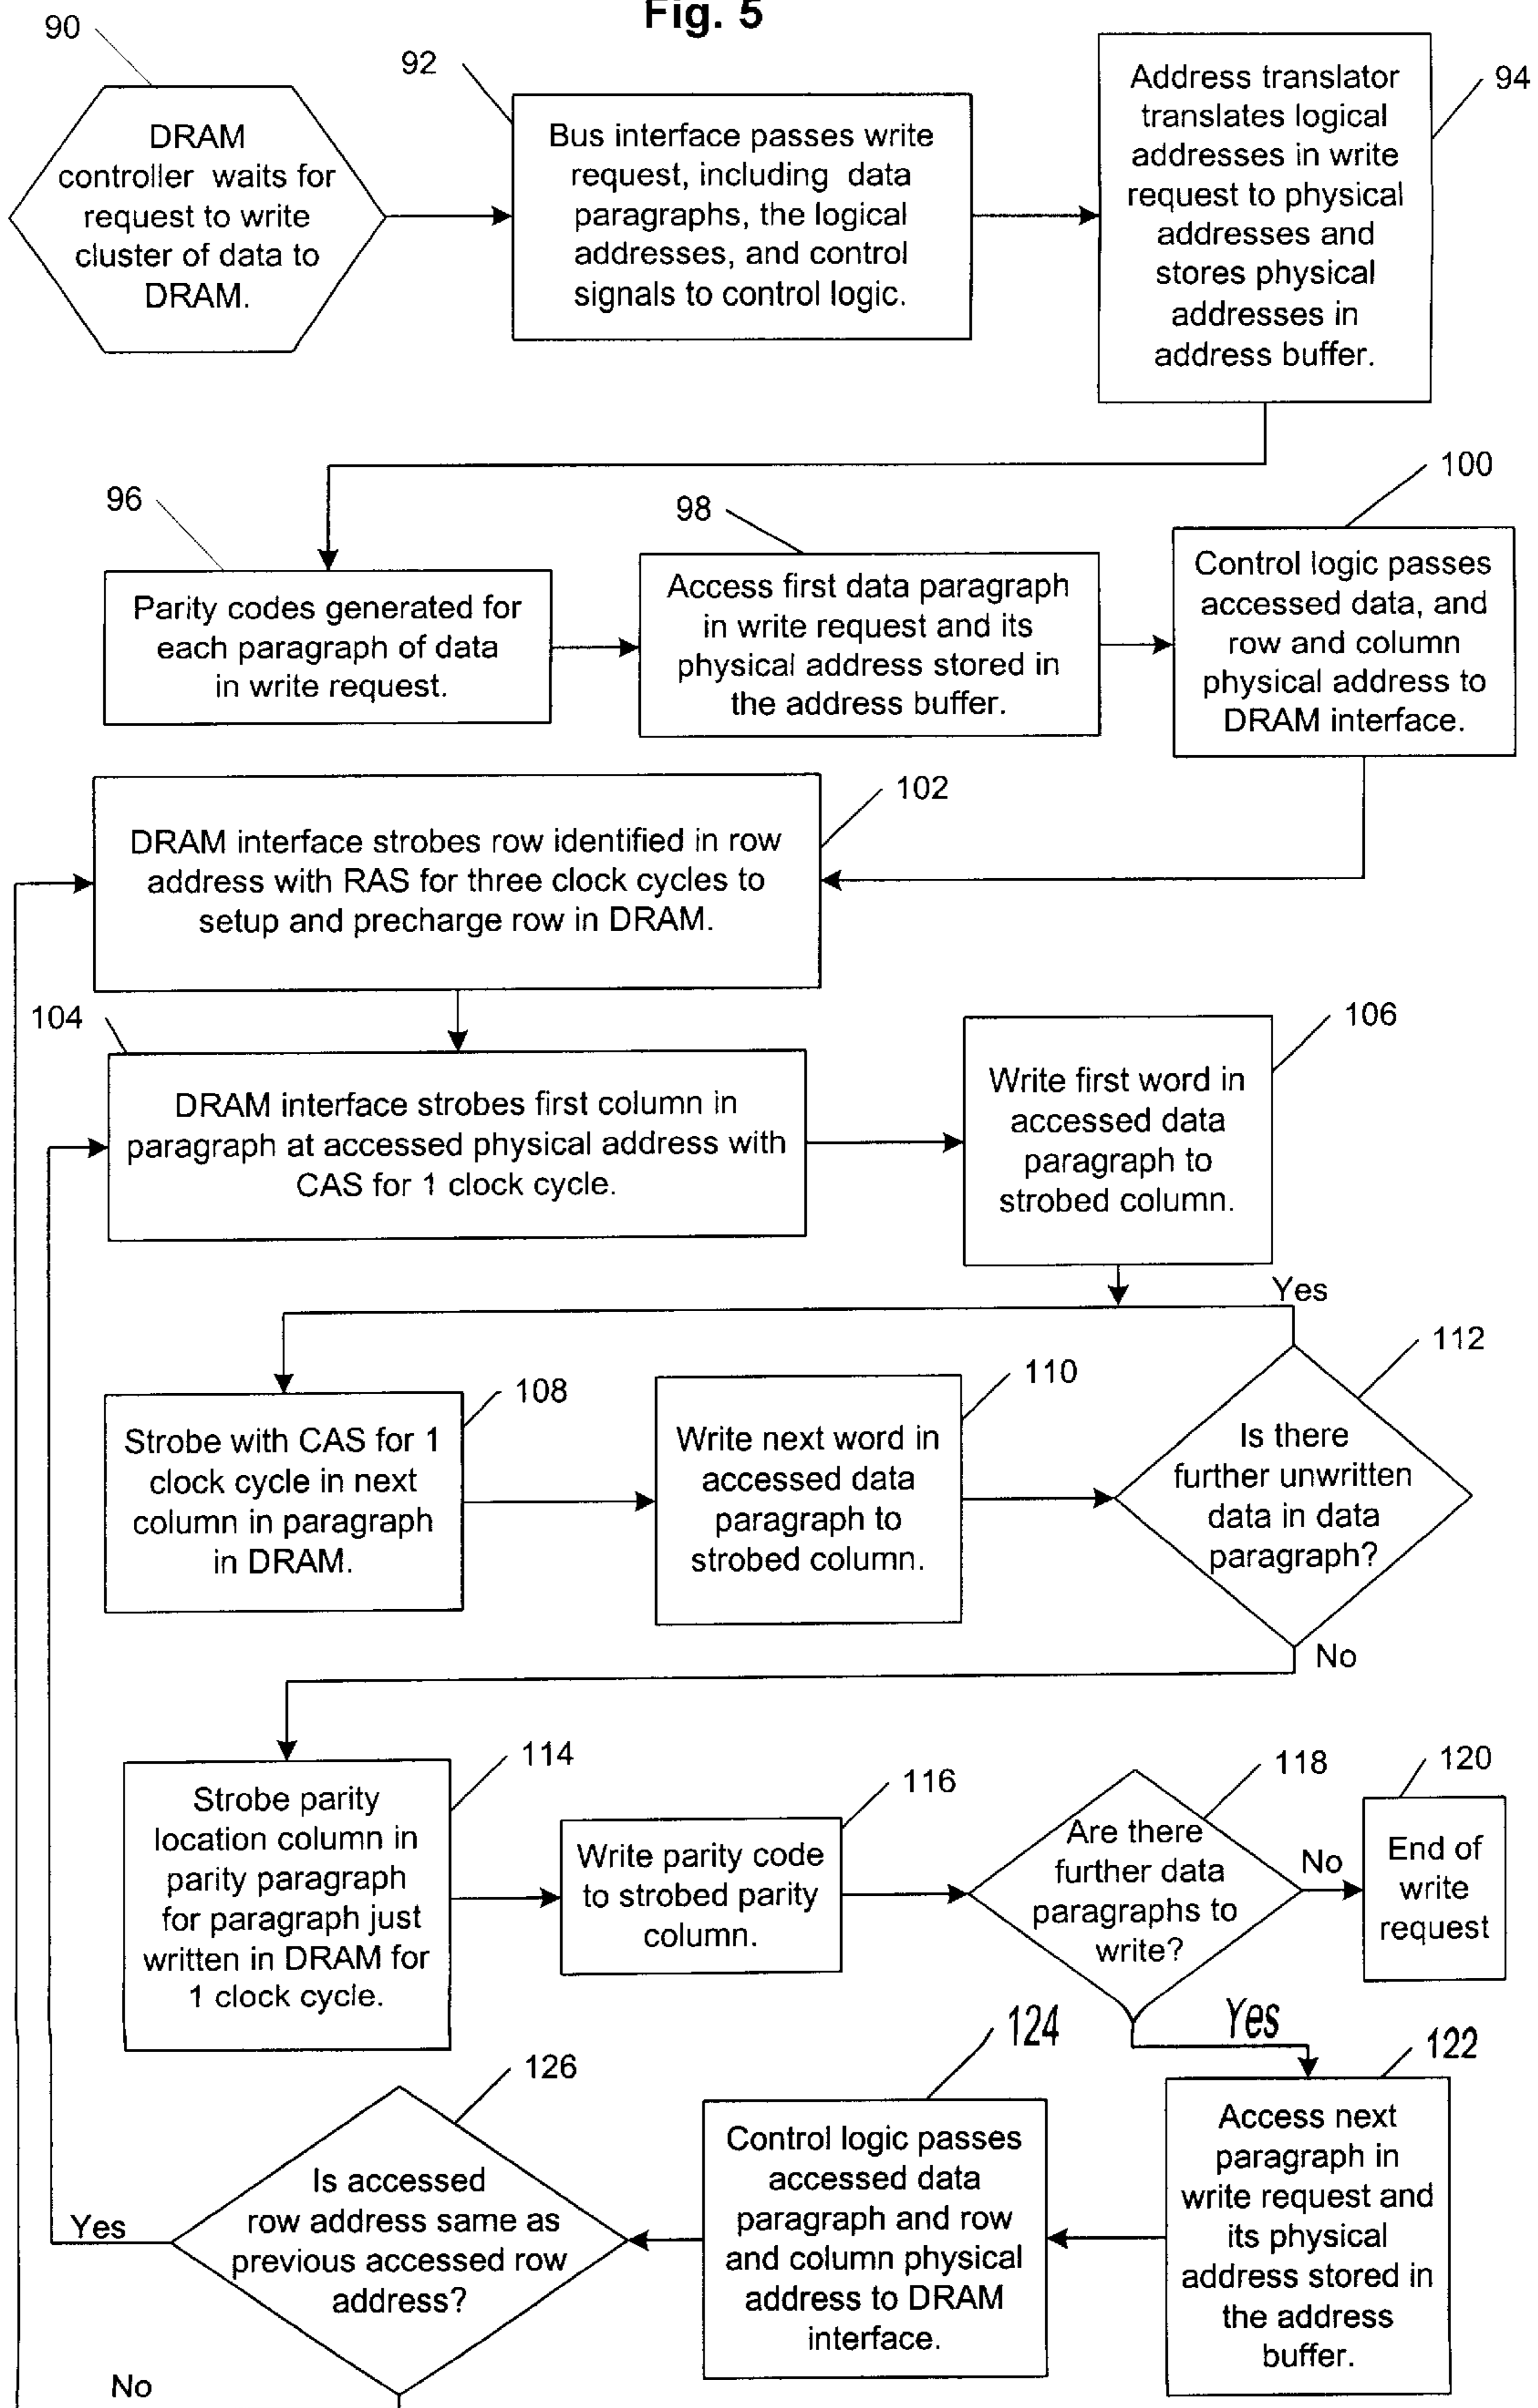 Fig. 5
90
DRAM
controller waits for
request to write
cluster of data to
DRAM.
92
Bus interface passes write
request, including data
paragraphs, the logical
addresses, and control
signals to control logic.
94
Address translator
translates logical
addresses in write
request to physical
addresses and
stores physical
addresses in
address buffer.
96
Parity codes generated for
each paragraph of data
in write request.
98
Access first data paragraph
in write request and its
physical address stored in
the address buffer.
100
Control logic passes
accessed data, and
row and column
physical address to
DRAM interface.
102
DRAM interface strobes row identified in row
address with RAS for three clock cycles to
setup and precharge row in DRAM.
104
DRAM interface strobes first column in
paragraph at accessed physical address with
CAS for 1 clock cycle.
106
Write first word in
accessed data
paragraph to
strobed column.
Yes
108
Strobe with CAS for 1
clock cycle in next
column in paragraph
in DRAM.
110
Write next word in
accessed data
paragraph to
strobed column.
112
Is there
further unwritten
data in data
paragraph?
No
114
Strobe parity
location column in
parity paragraph
for paragraph just
written in DRAM for
1 clock cycle.
116
Write parity code
to strobed parity
column.
118
Are there
further data
paragraphs to
write?
No
120
End of
write
request
Yes
122
Access next
paragraph in
write request and
its physical
address stored in
the address
buffer.
124
Control logic passes
accessed data
paragraph and row
and column physical
address to DRAM
interface.
126
Is accessed
row address same as
previous accessed row
address?
Yes
No